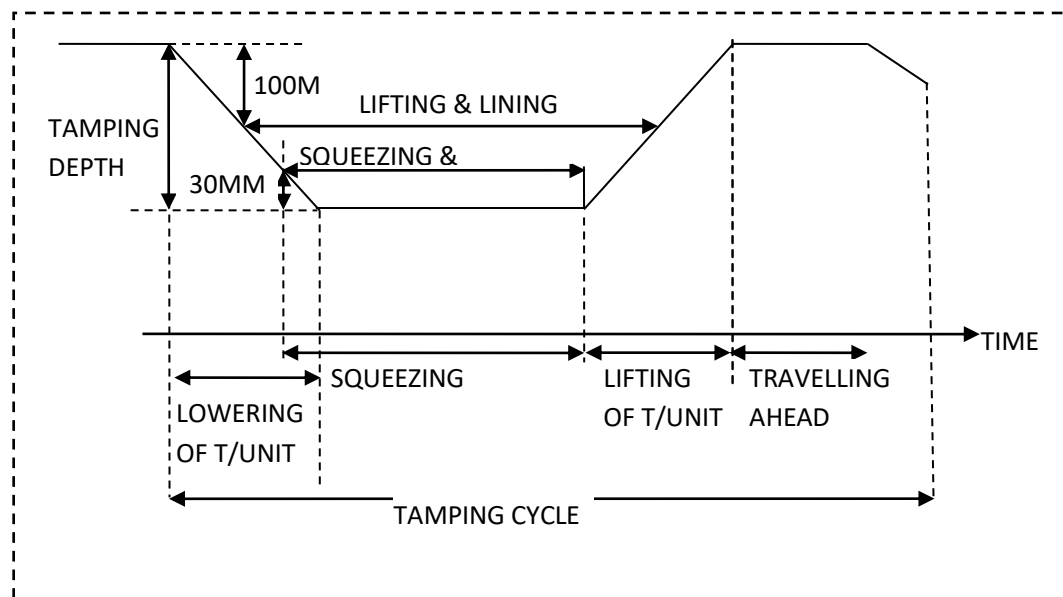 100M
LIFTING & LINING
TAMPING
DEPTH
SQUEEZING &
30MM
TIME
SQUEEZING
LIFTING
OF T/UNIT
TRAVELLING
AHEAD
LOWERING
OF T/UNIT
TAMPING CYCLE